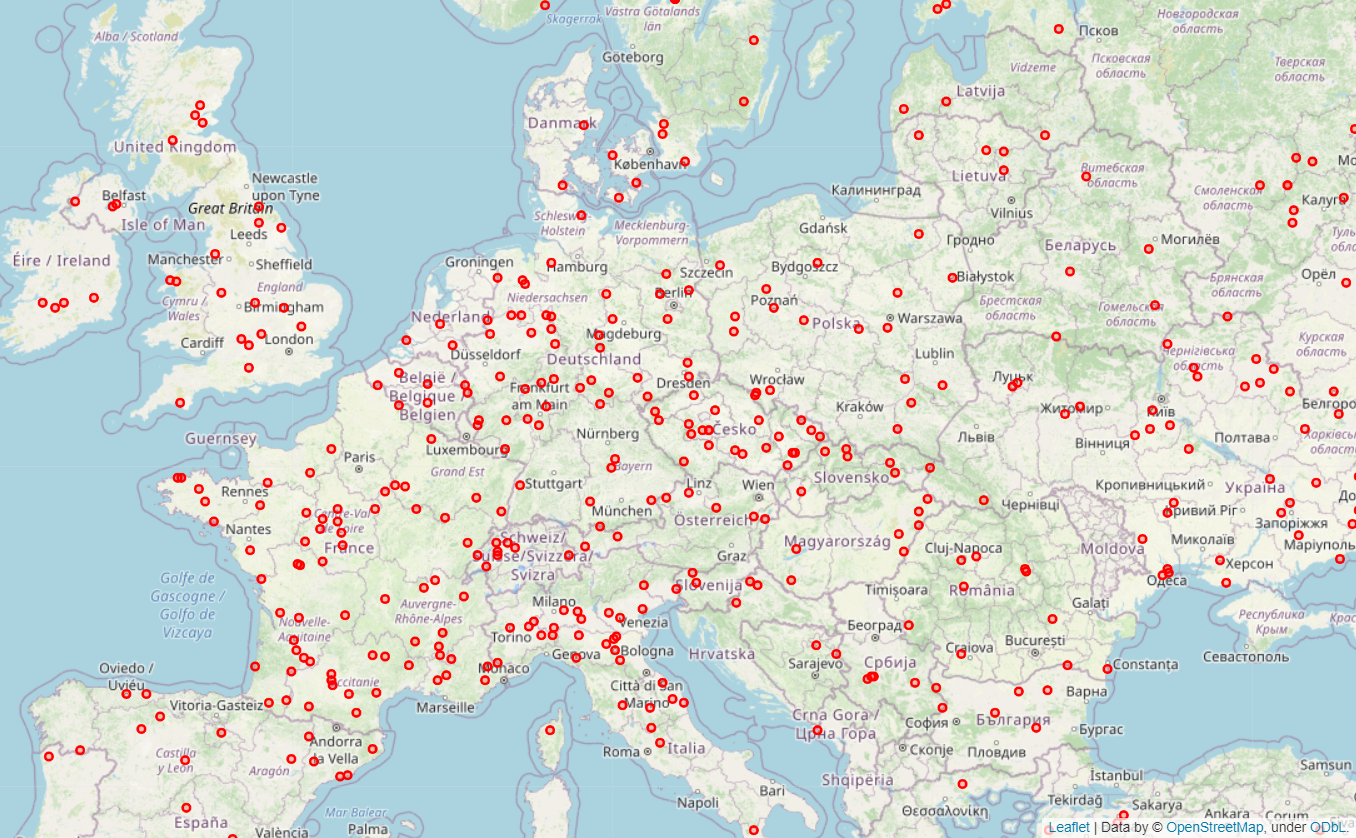 Alba / Scotland
United Kingdom
Skagerrak
Västra Götalands
län
Göteborg
Псков
Новгородская
область
Псковская
область
Тверская
область
Vidzeme
Latvija
Danmark
København
Lietuva
Vilnius
Калининград
Витебская
область
Смоленская
область
Калуга
Newcastle
upon Tyne
Belfast
Great Britain
Isle of Man
Leeds
Manchester
Sheffield
Éire / Ireland
Cymru /
Wales
England
Birmingham
Cardiff
London
Schleswig-
Holstein
Mecklenburg-
Vorpommern
Gdańsk
Гродно
Беларусь
Могилёв
Groningen
Hamburg
Szczecin
Bydgoszcz
Białystok
Брянская
область
Орёл
Niedersachsen
Berlin
Poznań
Брестская
область
Гомельская
область
Nederland
Magdeburg
Polska
Warszawa
Düsseldorf
Deutschland
Lublin
Курская
область
Чернігівська
область
België /
Belgique /
Belgien
Frankfurt
am Main
Dresden
Wrocław
Луцьк
Житомир
Київ
Kraków
Česko
Nürnberg
Львів
Вінниця
Полтава
Харківська
Guernsey
Paris
Luxembourg
Grand Est
Bayern
Rennes
Stuttgart
Linz
Wien
Slovensko
Чернівці
Кропивницький
Україна
Nantes
Centre-Val
de Loire
France
München
Österreich
Magyarország
Кривий Ріг
Запоріжжя
Schweiz/
Suisse/Svizzera/
Svizra
Graz
Cluj-Napoca
Moldova
Миколаїв
Маріуполь
Херсон
Одеса
Golfe de
Gascogne /
Golfo de
Vizcaya
Auvergne-
Rhône-Alpes
Slovenija
Timișoara
România
Galați
Республика
Крым
Nouvelle-
Aquitaine
Milano
Torino
Venezia
Genova
Bologna
Hrvatska
Београд
București
Craiova
Севастополь
Oviedo /
Uviéu
Occitanie
Monaco
Sarajevo
Србија
Constanța
Vitoria-Gasteiz
Marseille
Città di San
Marino
Варна
Crna Gora /
Црна Гора
София
България
Бургас
Castilla
y León
Andorra
la Vella
Aragón
Roma
Italia
Skopje
Пловдив
Shqipëria
İstanbul
Samsun
España
Mar Balear
Palma
València
Napoli
Bari
Θεσσαλονίκη
Tekirdağ
Sakarya
Ankara
Leaflet | Data by © OpenStreetMap, under ODbL.